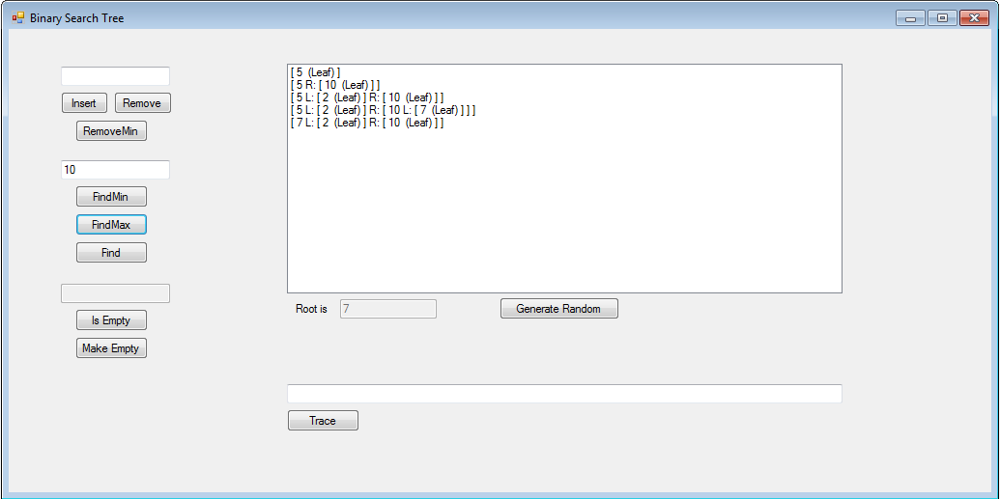 Binary Search Tree
Insert Remove
RemoveMin
10
FindMin
FindMax
Find
Is Empty
Make Empty
[ 5 (Leaf) ]
[ 5 R: [ 10 (Leaf) ] ]
[ 5 L: [ 2 (Leaf) ] R: [ 10 (Leaf) ] ]
[ 5 L: [ 2 (Leaf) ] R: [ 10 L: [ 7 (Leaf) ] ] ]
[ 7 L: [ 2 (Leaf) ] R: [ 10 (Leaf) ] ]
Root is 7 Generate Random
Trace